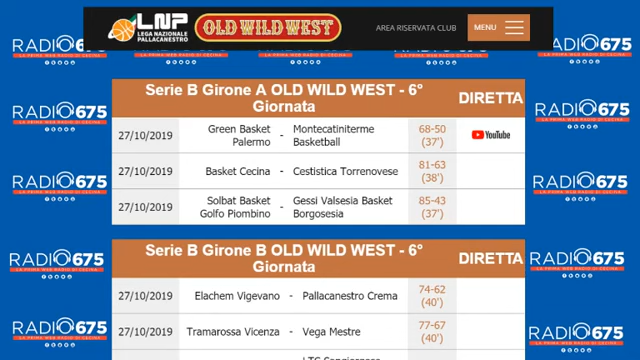 LNP
LEGA NAZIONALE
PALLACANESTRO
OLD WILD WEST
AREA RISERVATA CLUB
MENU
RADIO675
LA PRIMA WEB RADIO DI CECINA
Serie B Girone A OLD WILD WEST - 6°
Giornata
DIRETTA
27/10/2019
Green Basket
Palermo
-
Montecatiniterme
Basketball
68-50
(37')
YouTube
27/10/2019
Basket Cecina
-
Cestistica Torrenovese
81-63
(38')
27/10/2019
Solbat Basket
Golfo Piombino
-
Gessi Valsesia Basket
Borgosesia
85-43
(37')
Serie B Girone B OLD WILD WEST - 6°
Giornata
DIRETTA
27/10/2019
Elachem Vigevano
-
Pallacanestro Crema
74-62
(40')
27/10/2019
Tramarossa Vicenza
-
Vega Mestre
77-67
(40')